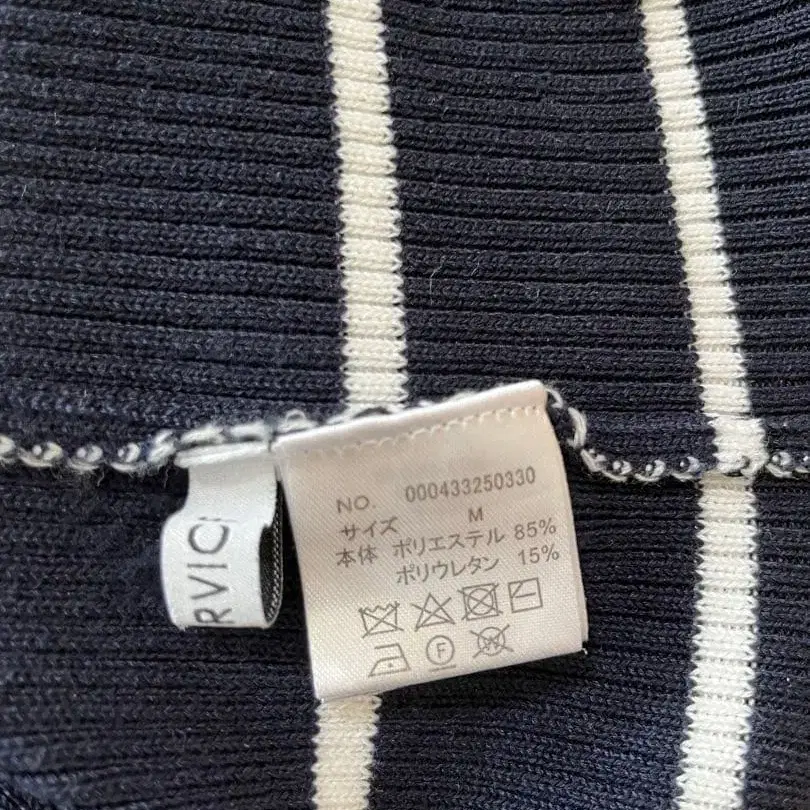 RVIC
NO. 000433250330
サイズ M
本体 ポリエステル 85%
ポリウレタン 15%
F
W